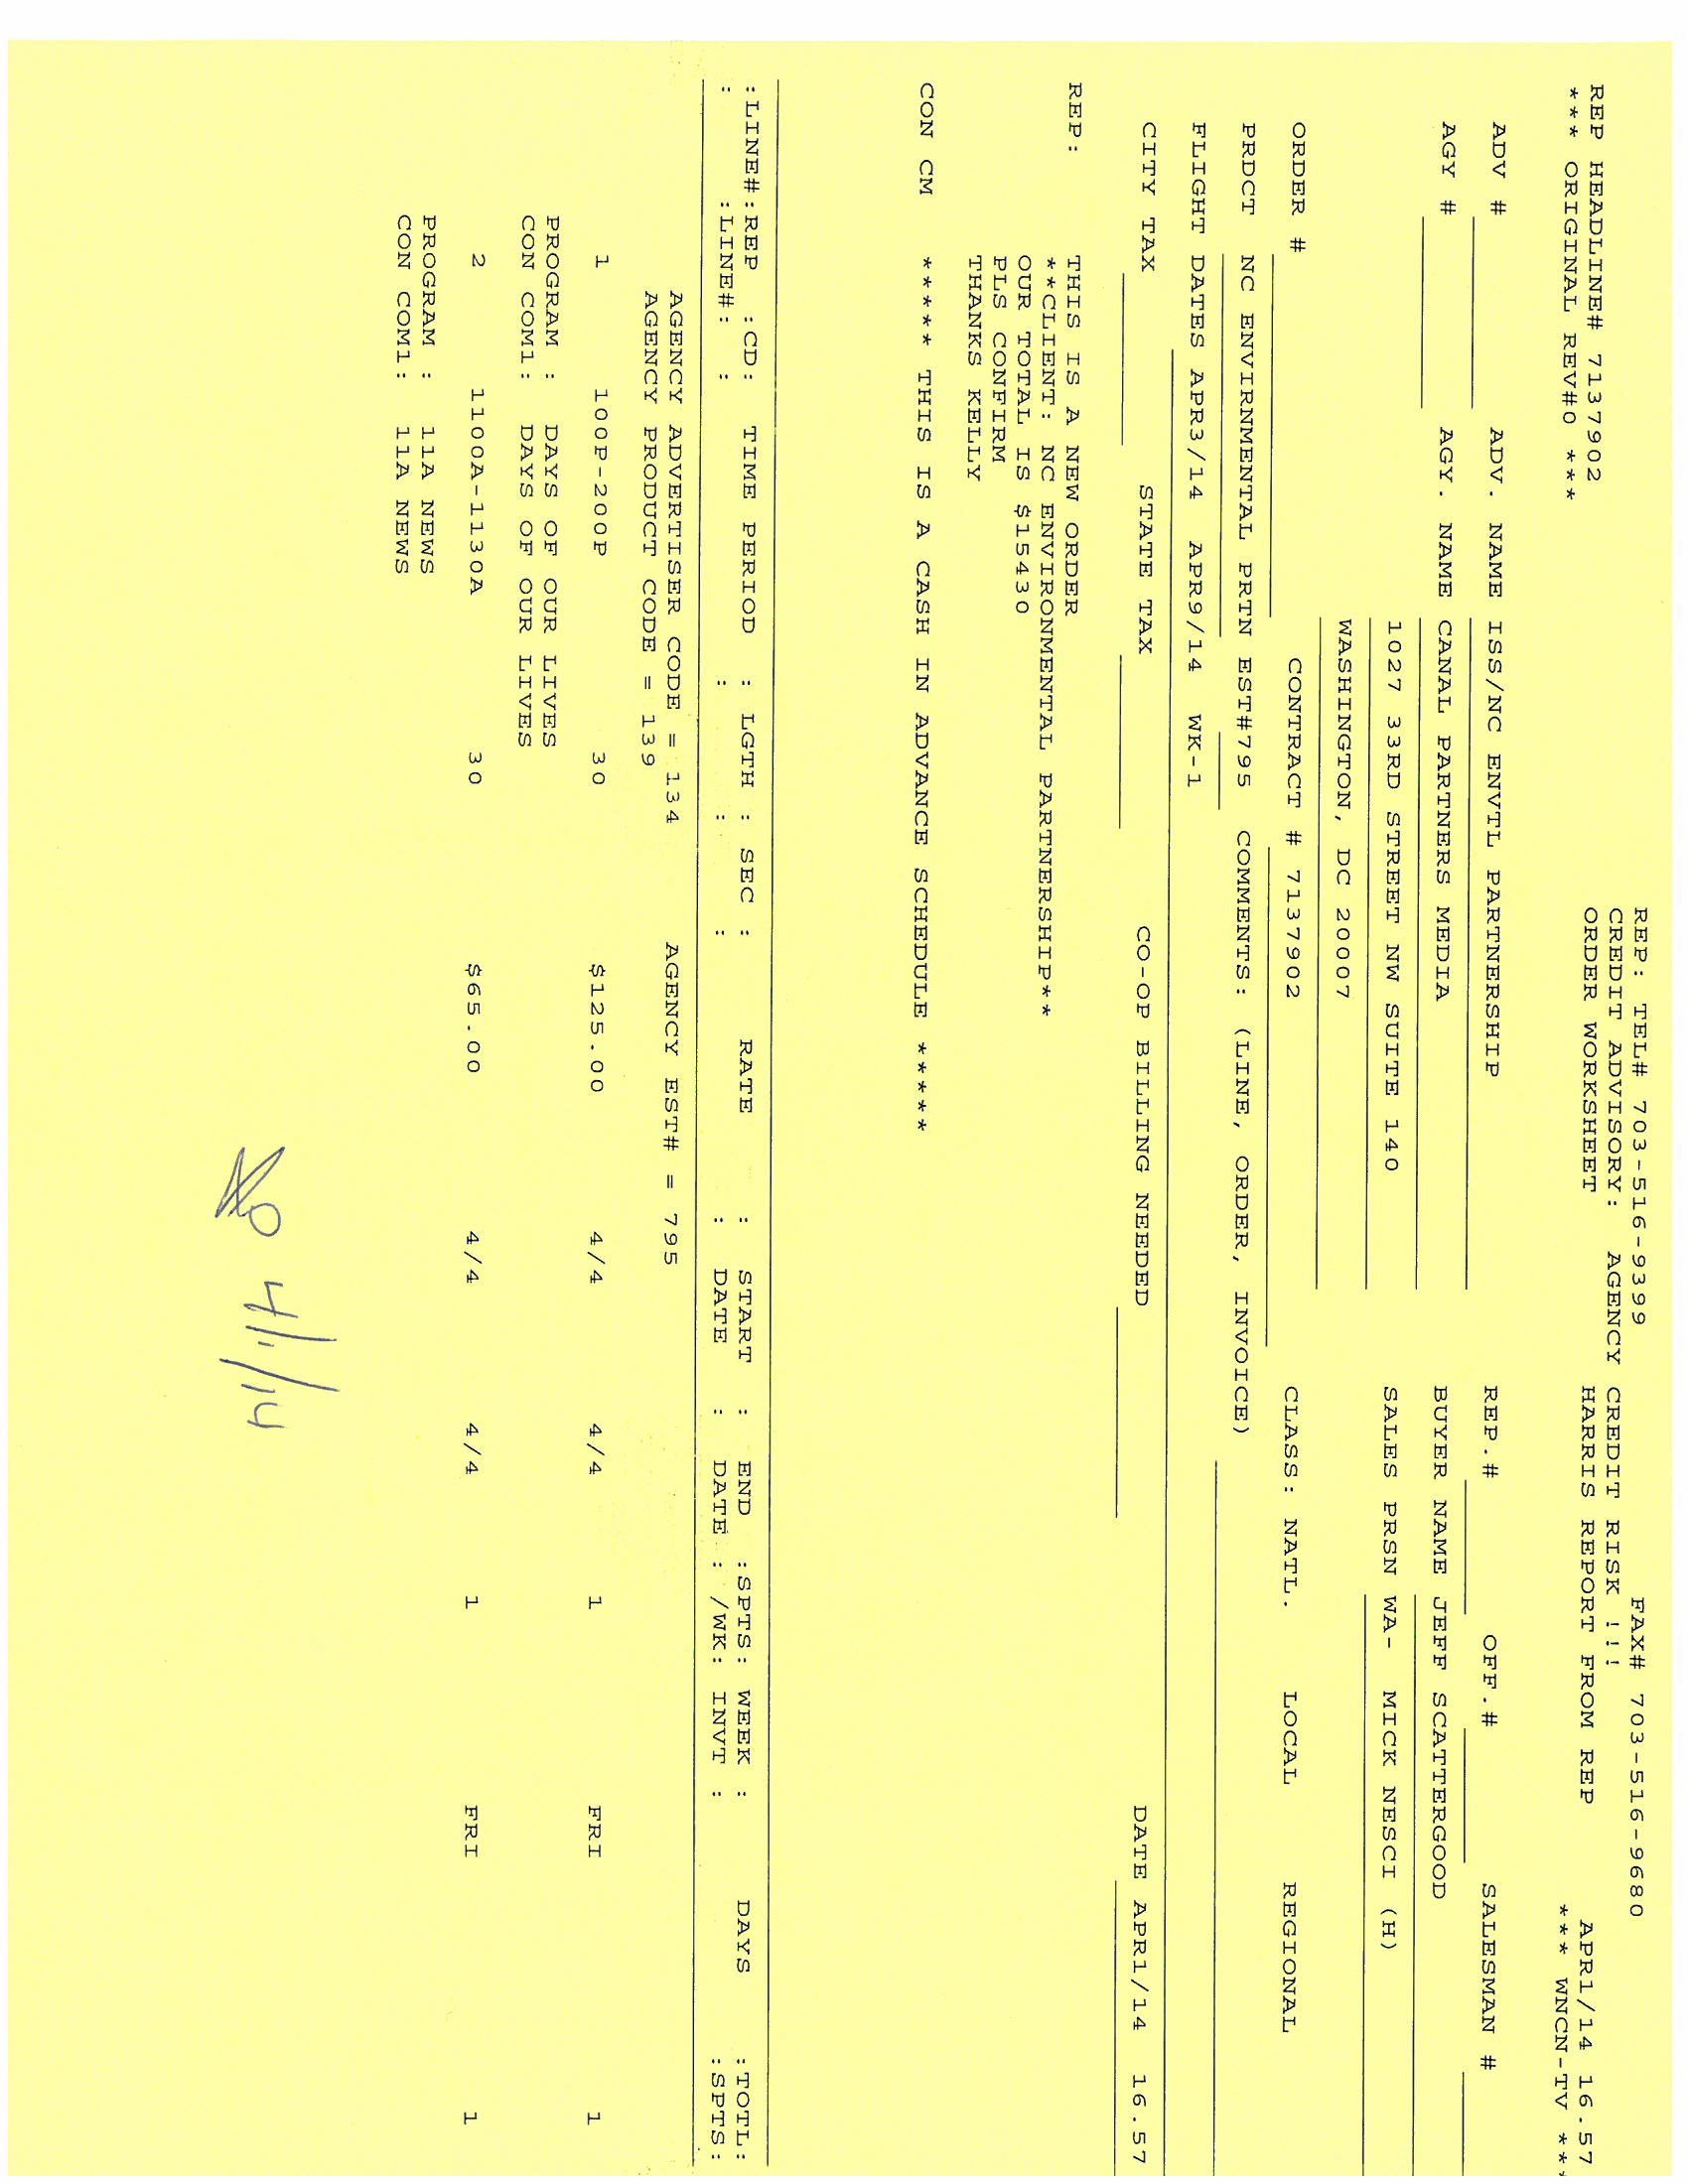 REP: TEL# 703-516-9399 FAX# 703-516-9680
CREDIT ADVISORY: AGENCY CREDIT RISK !!!
REP HEADLINE# 7137902 ORDER WORKSHEET HARRIS REPORT FROM REP APR1/14 16.57
*** ORIGINAL REV#0 *** *** WNCN-TV ***
ADV # ADV. NAME ISS/NC ENVTL PARTNERSHIP REP.# OFF.# SALESMAN #
AGY # AGY. NAME CANAL PARTNERS MEDIA BUYER NAME JEFF SCATTERGOOD
1027 33RD STREET NW SUITE 140 SALES PRSN WA- MICK NESCI (H)
WASHINGTON, DC 20007
ORDER # CONTRACT # 7137902 CLASS: NATL. LOCAL REGIONAL
PRDCT NC ENVIRNMENTAL PRTN EST#795 COMMENTS: (LINE, ORDER, INVOICE)
FLIGHT DATES APR3/14 APR9/14 WK-1
CITY TAX STATE TAX CO-OP BILLING NEEDED DATE APR1/14 16.57
REP: THIS IS A NEW ORDER
**CLIENT: NC ENVIRONMENTAL PARTNERSHIP**
OUR TOTAL IS $15430
PLS CONFIRM
THANKS KELLY
CON CM ***** THIS IS A CASH IN ADVANCE SCHEDULE *****
:LINE#:REP :CD: TIME PERIOD : LGTH : SEC : RATE : START : END :SPTS: WEEK : DAYS :TOTL:
: :LINE#: : : : : : DATE : DATE : /WK: INVT : :SPTS:
AGENCY ADVERTISER CODE = 134 AGENCY EST# = 795
AGENCY PRODUCT CODE = 139
1 100P-200P 30 $125.00 4/4 4/4 1 FRI 1
PROGRAM : DAYS OF OUR LIVES
CON COM1: DAYS OF OUR LIVES
2 1100A-1130A 30 $65.00 4/4 4/4 1 FRI 1
PROGRAM : 11A NEWS
CON COM1: 11A NEWS
4/1/14